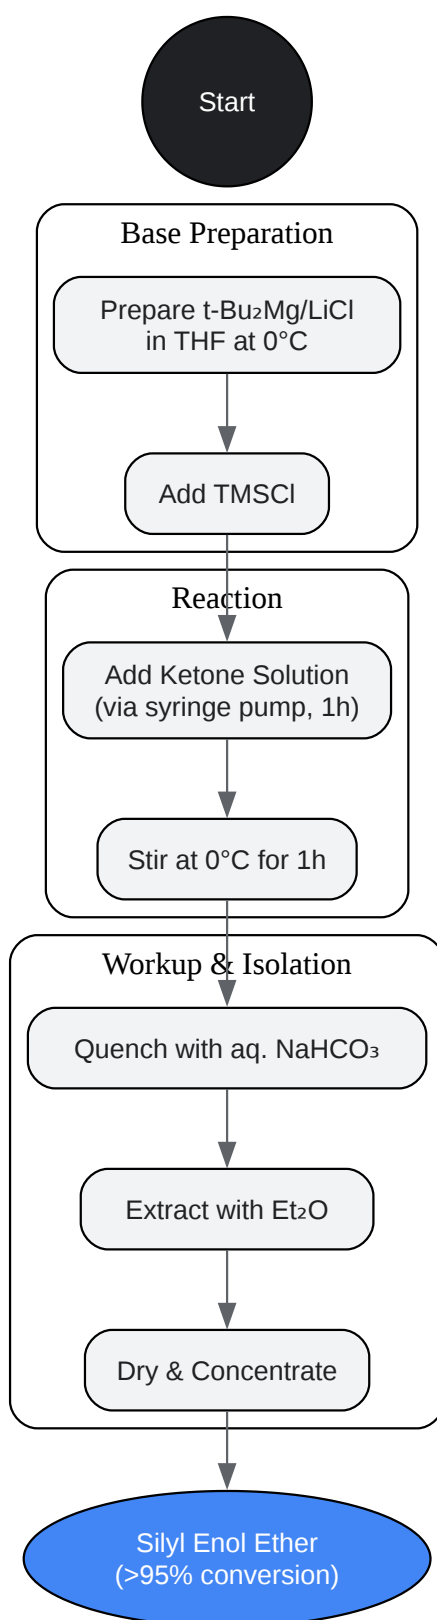 Start
Base Preparation
Prepare t-Bu₂Mg/LiCl
in THF at 0°C
Add TMSCl
Reaction
Add Ketone Solution
(via syringe pump, 1h)
Stir at 0°C for 1h
Workup & Isolation
Quench with aq. NaHCO₃
Extract with Et₂O
Dry & Concentrate
Silyl Enol Ether
(>95% conversion)